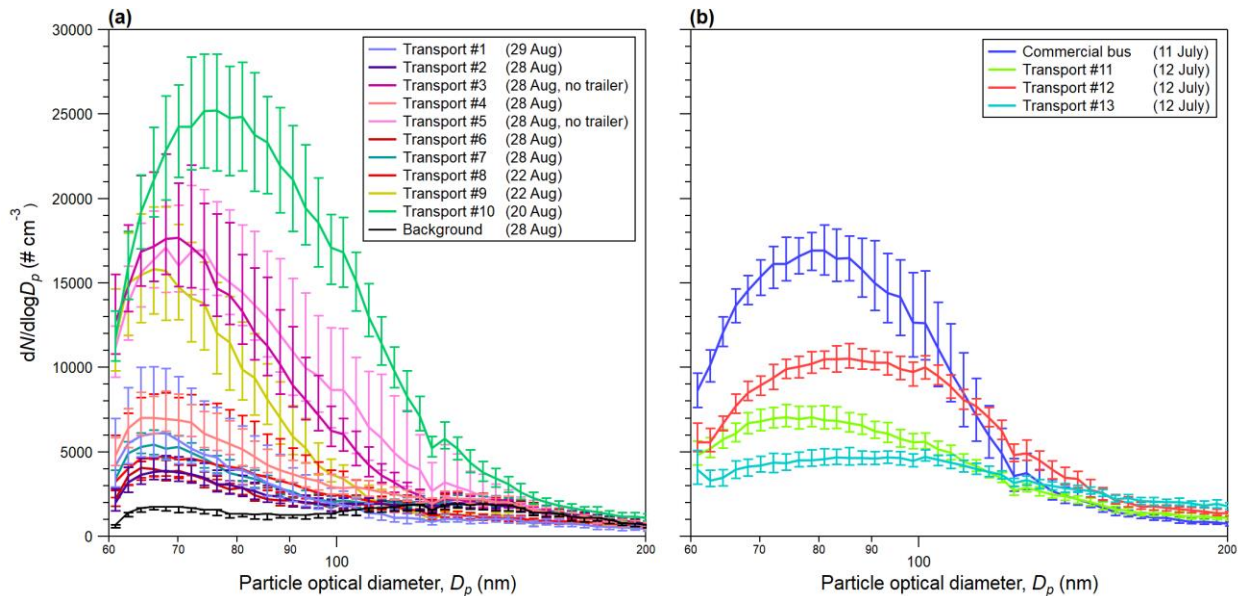 (a)
(b)
30000
25000
20000
15000
10000
5000
0
dN/dlogDp (# cm-3)
Transport #1 (29 Aug)
Transport #2 (28 Aug)
Transport #3 (28 Aug, no trailer)
Transport #4 (28 Aug)
Transport #5 (28 Aug, no trailer)
Transport #6 (28 Aug)
Transport #7 (28 Aug)
Transport #8 (22 Aug)
Transport #9 (22 Aug)
Transport #10 (20 Aug)
Background (28 Aug)
Commercial bus (11 July)
Transport #11 (12 July)
Transport #12 (12 July)
Transport #13 (12 July)
60 70 80 90 100 200
Particle optical diameter, Dp (nm)
60 70 80 90 100 200
Particle optical diameter, Dp (nm)